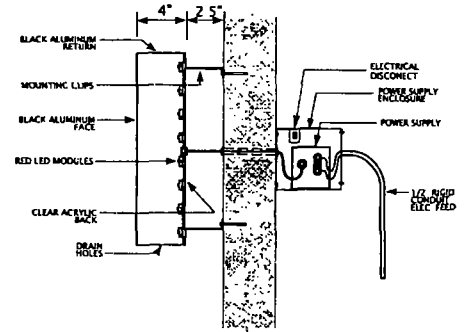 4" 2 5"
BLACK ALUMINUM
RETURN
MOUNTING CLIPS
BLACK ALUMINUM
FACE
RED LED MODULES
CLEAR ACRYLIC
BACK
DRAIN
HOLES
ELECTRICAL
DISCONECT
POWER SUPPLY
ENCLOSURE
POWER SUPPLY
1/2 RIGID
CONDUIT
ELEC FEED